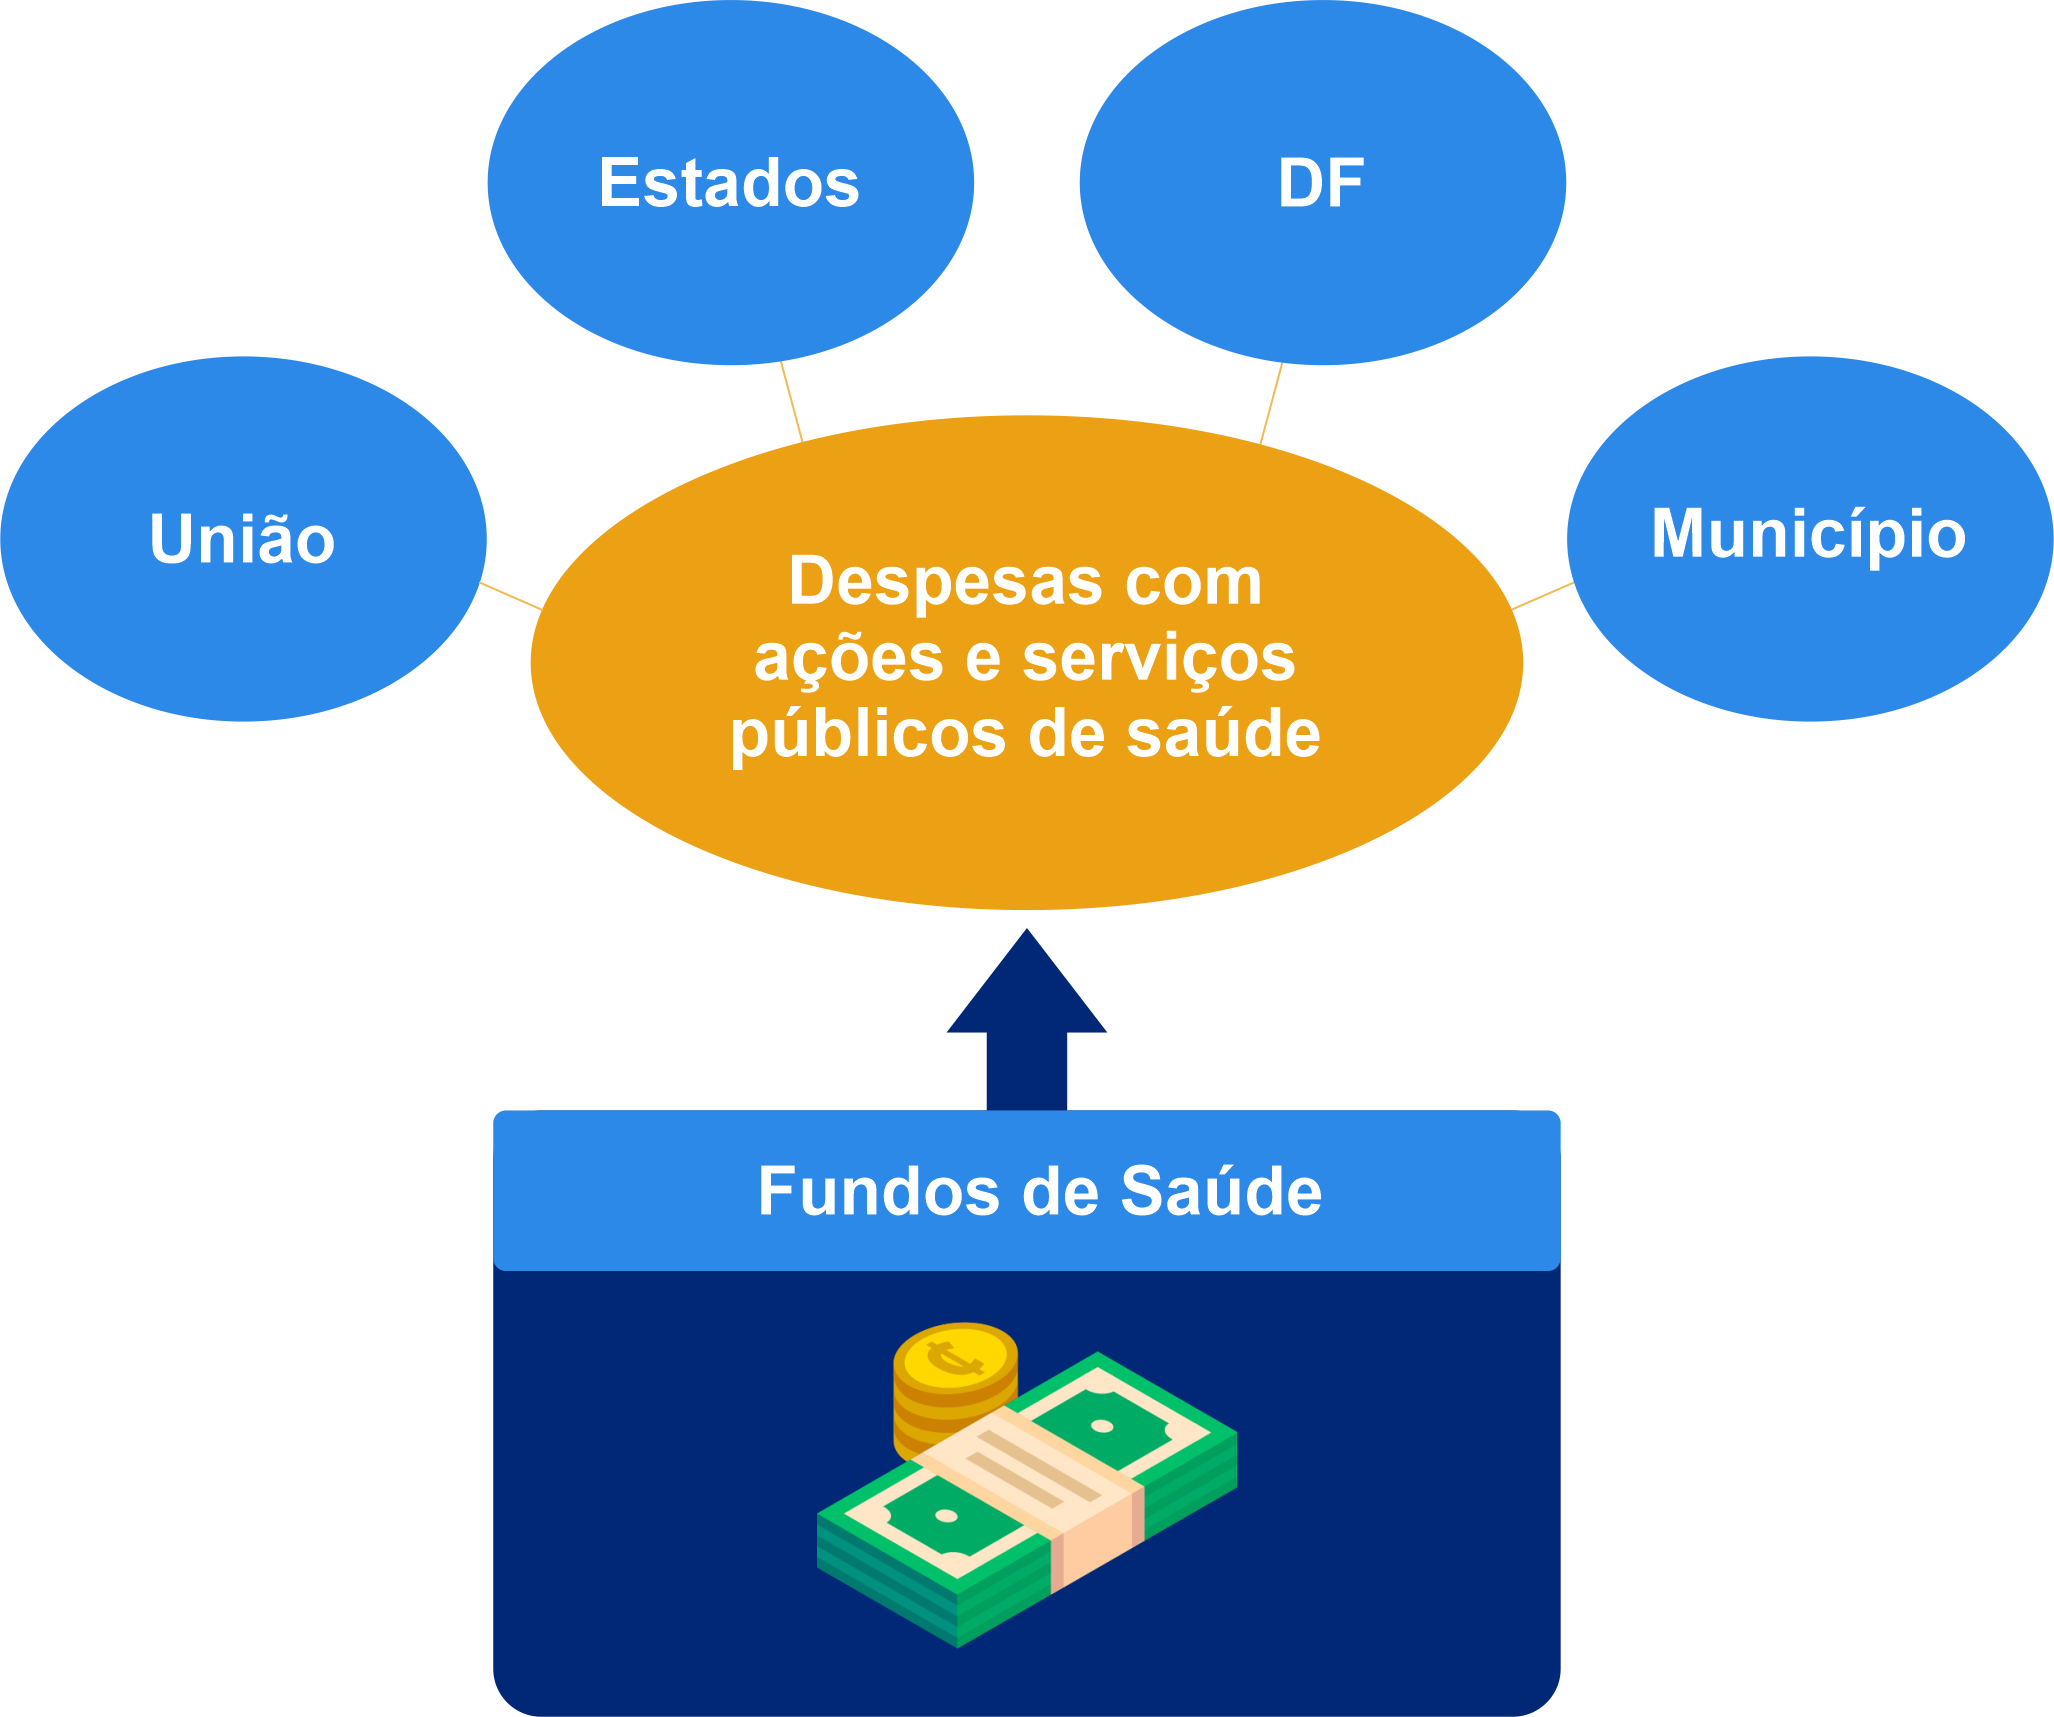 Estados
DF
União
Município
Despesas com
ações e serviços
públicos de saúde
Fundos de Saúde